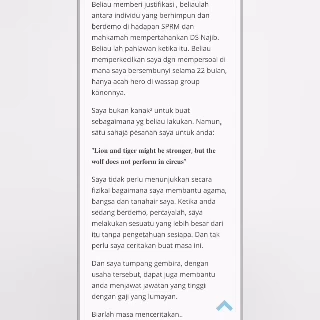 Beliau memberi justifikasi , beliaulah
antara individu yang berhimpun dan
berdemo di hadapan SPRM dan
mahkamah mempertahankan DS Najib.
Beliau lah pahlawan ketika itu. Beliau
memperkecilkan saya dgn mempersoal di
mana saya bersembunyi selama 22 bulan,
hanya acah hero di wassap group
kononnya.
Saya bukan kanak² untuk buat
sebagaimana yg beliau lakukan. Namun,
satu sahaja pesanan saya untuk anda:
"Lion and tiger might be stronger, but the
wolf does not perform in circus"
Saya tidak perlu menunjukkan secara
fizikal bagaimana saya membantu agama,
bangsa dan tanahair saya. Ketika anda
sedang berdemo, percayalah, saya
melakukan sesuatu yang lebih besar dari
itu tanpa pengetahuan sesiapa. Dan tak
perlu saya ceritakan buat masa ini.
Dan saya tumpang gembira, dengan
usaha tersebut, dapat juga membantu
anda menjawat jawatan yang tinggi
dengan gaji yang lumayan.
Biarlah masa menceritakan..